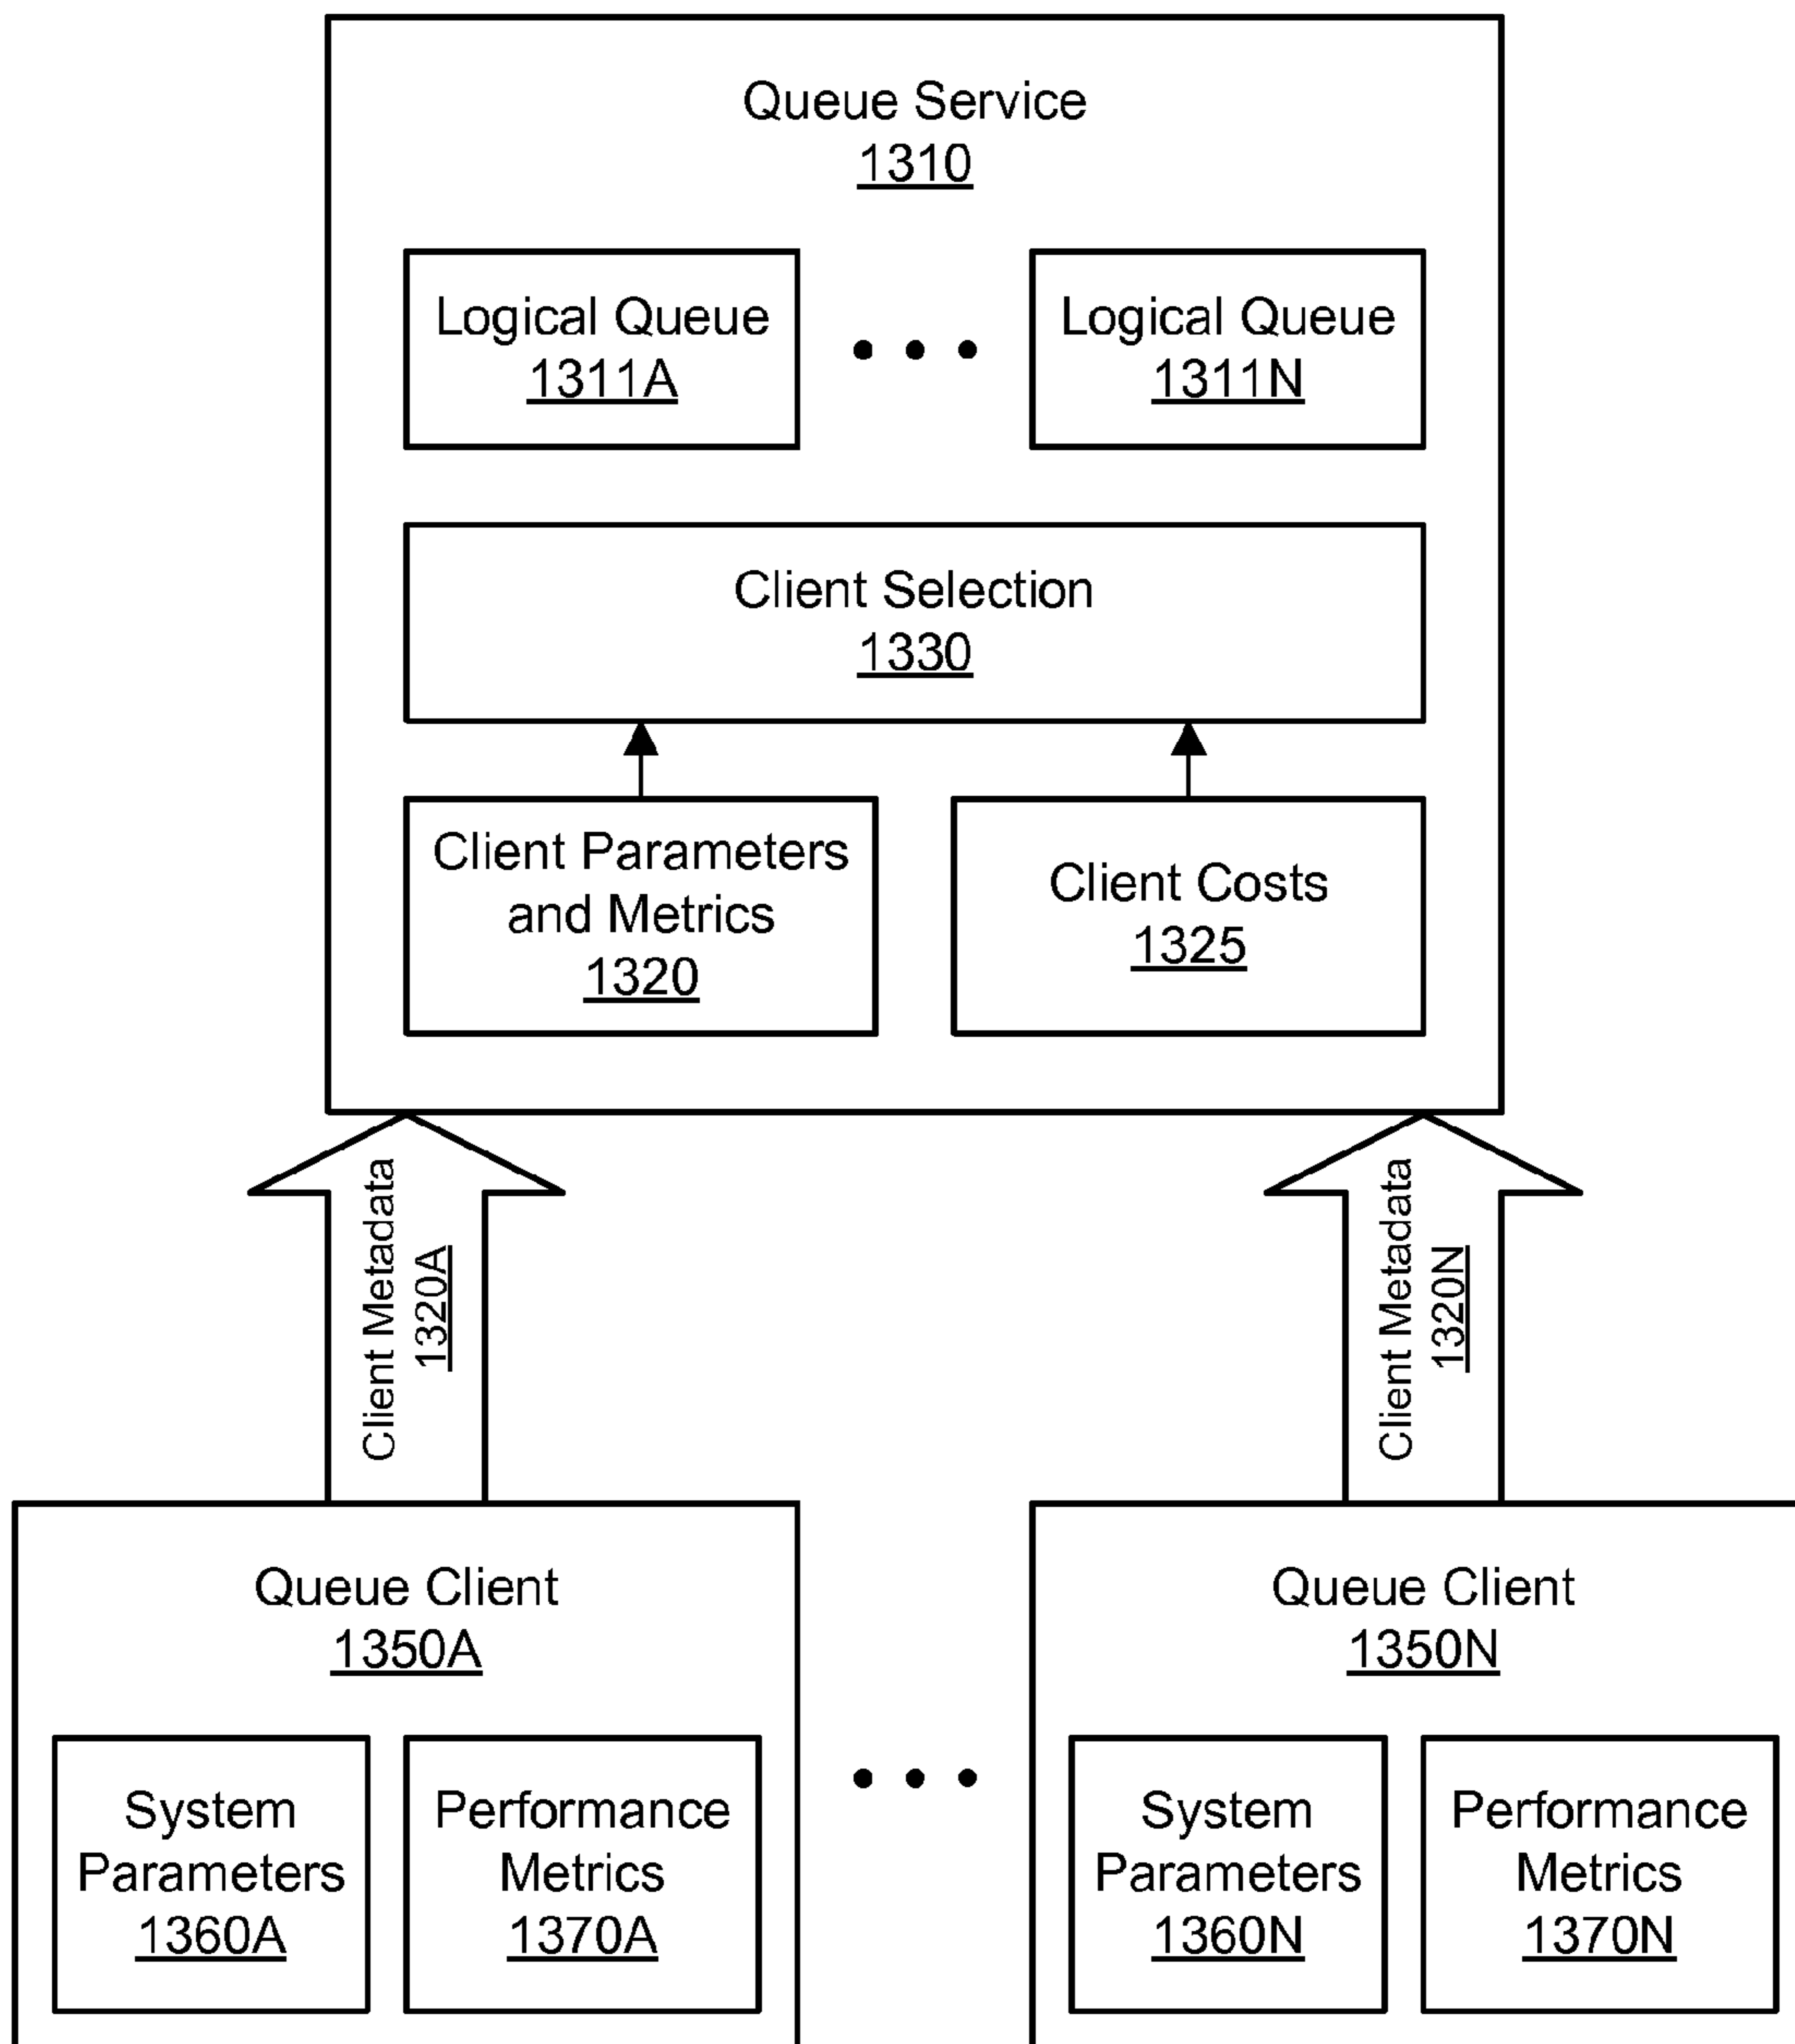 Queue Service
1310
Logical Queue
1311A
Logical Queue
1311N
Client Selection
1330
Client Parameters
and Metrics
1320
Client Costs
1325
Client Metadata
1320A
Client Metadata
1320N
Queue Client
1350A
System
Parameters
1360A
Performance
Metrics
1370A
Queue Client
1350N
System
Parameters
1360N
Performance
Metrics
1370N